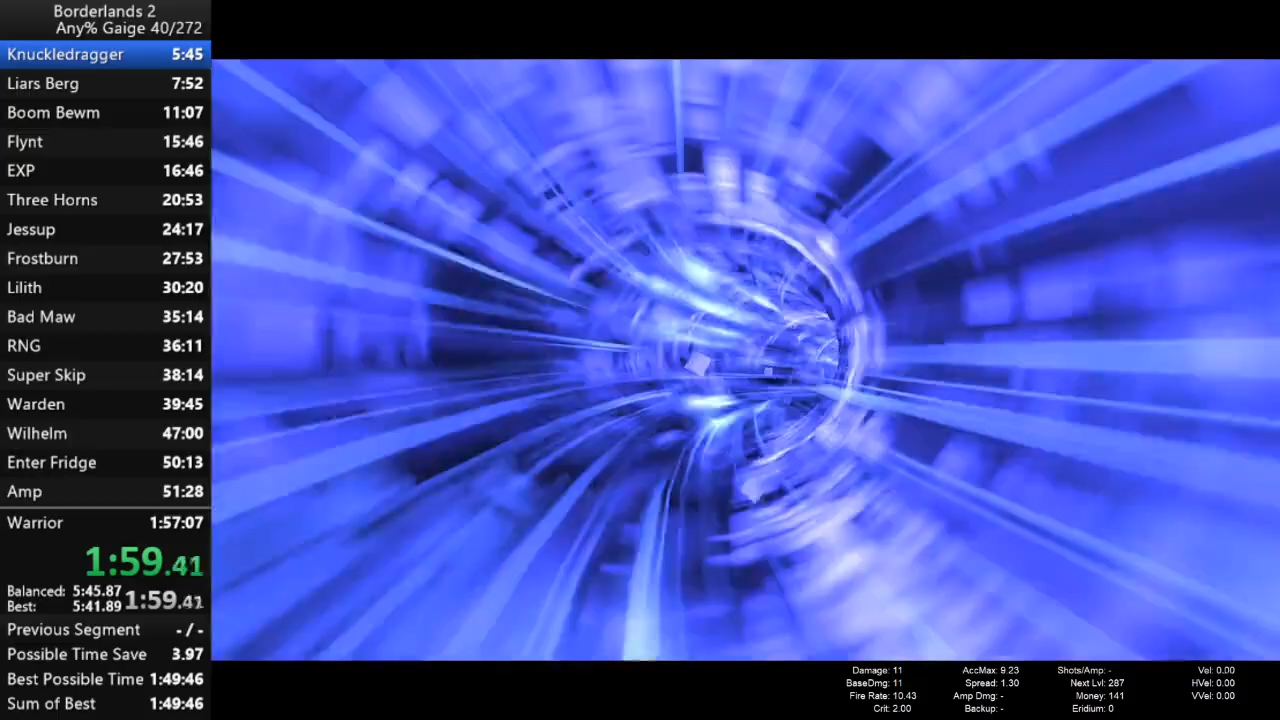 Borderlands 2
Any% Gaige 40/272
Knuckledragger 5:45
Liars Berg 7:52
Boom Bewm 11:07
Flynt 15:46
EXP 16:46
Three Horns 20:53
Jessup 24:17
Frostburn 27:53
Lilith 30:20
Bad Maw 35:14
RNG 36:11
Super Skip 38:14
Warden 39:45
Wilhelm 47:00
Enter Fridge 50:13
Amp 51:28
Warrior 1:57:07
1:59.41
Balanced: 5:45.87
Best: 5:41.89 1:59.41
Previous Segment - / -
Possible Time Save 3.97
Best Possible Time 1:49:46
Sum of Best 1:49:46
Damage: 11 AccMax: 9.23 Shots/Amp: - Vel: 0.00
BaseDmg: 11 Spread: 1.30 Next Lvl: 287 HVel: 0.00
Fire Rate: 10.43 Amp Dmg: - Money: 141 VVel: 0.00
Crit: 2.00 Backup: - Eridium: 0